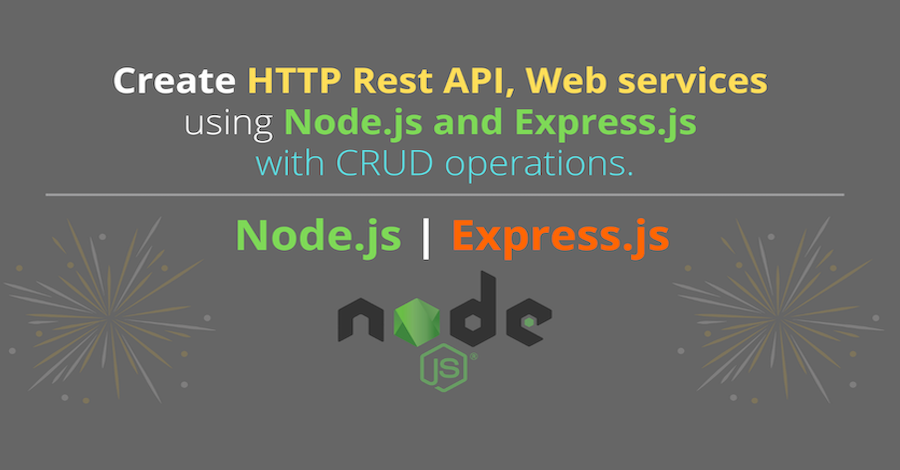 Create HTTP Rest API, Web services
using Node.js and Express.js
with CRUD operations.
Node.js | Express.js
node
JS®